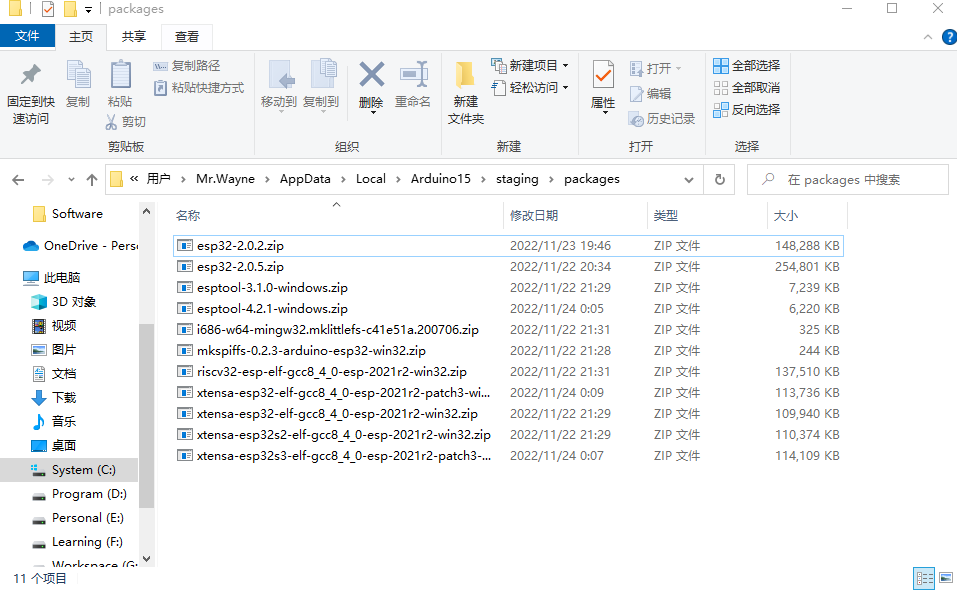 packages
文件 主页 共享 查看
固定到快
速访问
复制
粘贴
复制路径
粘贴快捷方式
剪切
剪贴板
移动到
复制到
删除
重命名
组织
新建
文件夹
新建项目
轻松访问
新建
属性
打开
编辑
历史记录
打开
全部选择
全部取消
反向选择
选择
« 用户 › Mr.Wayne › AppData › Local › Arduino15 › staging › packages
在 packages 中搜索
Software
OneDrive - Perso
此电脑
3D 对象
视频
图片
文档
下载
音乐
桌面
System (C:)
Program (D:)
Personal (E:)
Learning (F:)
Workspace (G:
名称 修改日期 类型 大小
esp32-2.0.2.zip 2022/11/23 19:46 ZIP 文件 148,288 KB
esp32-2.0.5.zip 2022/11/22 20:34 ZIP 文件 254,801 KB
esptool-3.1.0-windows.zip 2022/11/22 21:29 ZIP 文件 7,239 KB
esptool-4.2.1-windows.zip 2022/11/24 0:05 ZIP 文件 6,220 KB
i686-w64-mingw32.mklittlefs-c41e51a.200706.zip 2022/11/22 21:31 ZIP 文件 325 KB
mkspiffs-0.2.3-arduino-esp32-win32.zip 2022/11/22 21:28 ZIP 文件 244 KB
riscv32-esp-elf-gcc8_4_0-esp-2021r2-win32.zip 2022/11/22 21:31 ZIP 文件 137,510 KB
xtensa-esp32-elf-gcc8_4_0-esp-2021r2-patch3-wi... 2022/11/24 0:09 ZIP 文件 113,736 KB
xtensa-esp32-elf-gcc8_4_0-esp-2021r2-win32.zip 2022/11/22 21:29 ZIP 文件 109,940 KB
xtensa-esp32s2-elf-gcc8_4_0-esp-2021r2-win32.zip 2022/11/22 21:29 ZIP 文件 110,374 KB
xtensa-esp32s3-elf-gcc8_4_0-esp-2021r2-patch3-... 2022/11/24 0:07 ZIP 文件 114,109 KB
11 个项目